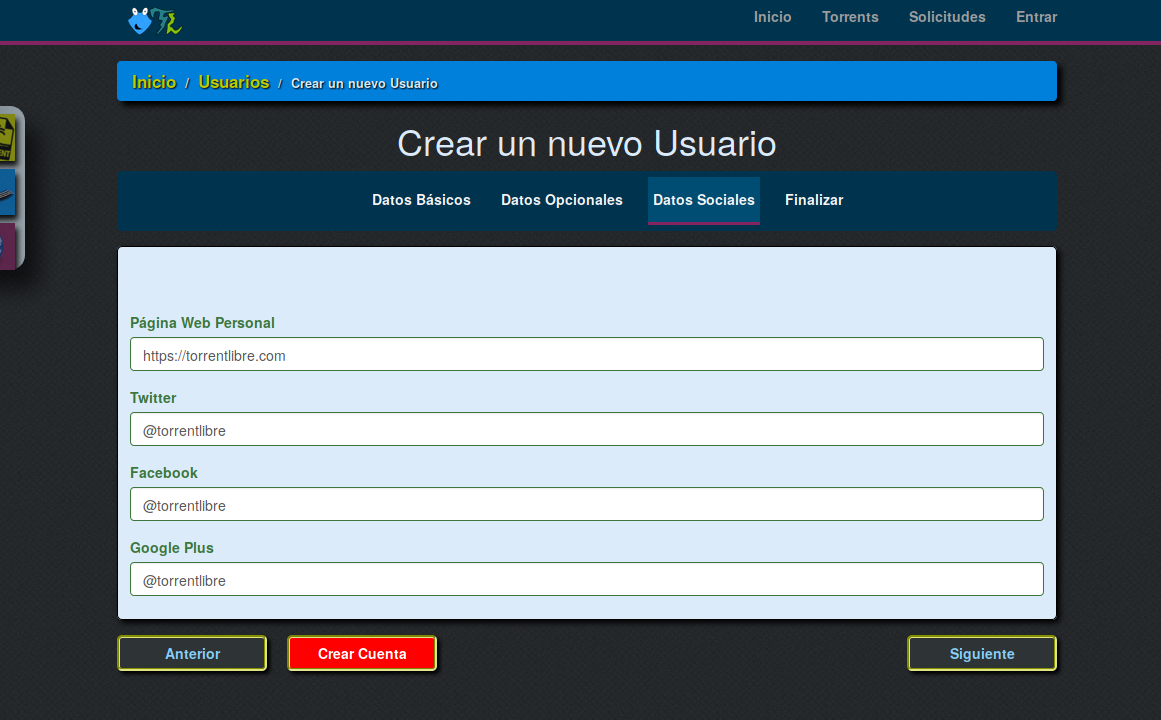 TL
Inicio Torrents Solicitudes Entrar
Inicio / Usuarios / Crear un nuevo Usuario
Crear un nuevo Usuario
Datos Básicos Datos Opcionales Datos Sociales Finalizar
Página Web Personal
https://torrentlibre.com
Twitter
@torrentlibre
Facebook
@torrentlibre
Google Plus
@torrentlibre
Anterior Crear Cuenta Siguiente